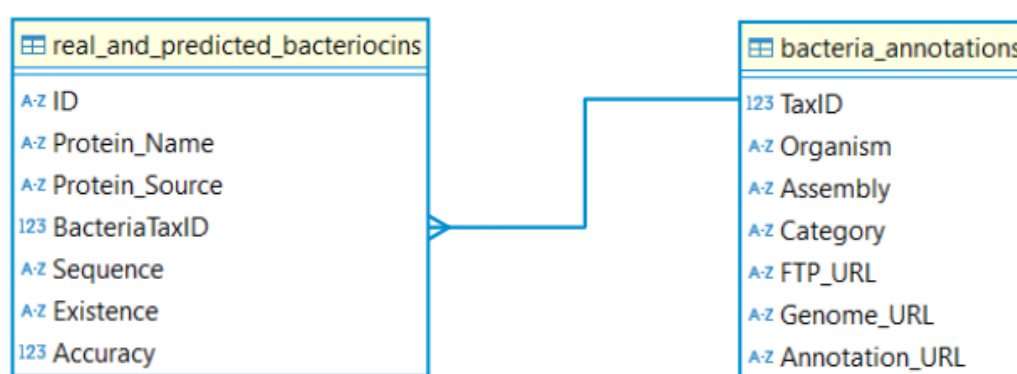 real_and_predicted_bacteriocins
A-Z ID
A-Z Protein_Name
A-Z Protein_Source
123 BacteriaTaxID
A-Z Sequence
A-Z Existence
123 Accuracy
bacteria_annotations
123 TaxID
A-Z Organism
A-Z Assembly
A-Z Category
A-Z FTP_URL
A-Z Genome_URL
A-Z Annotation_URL